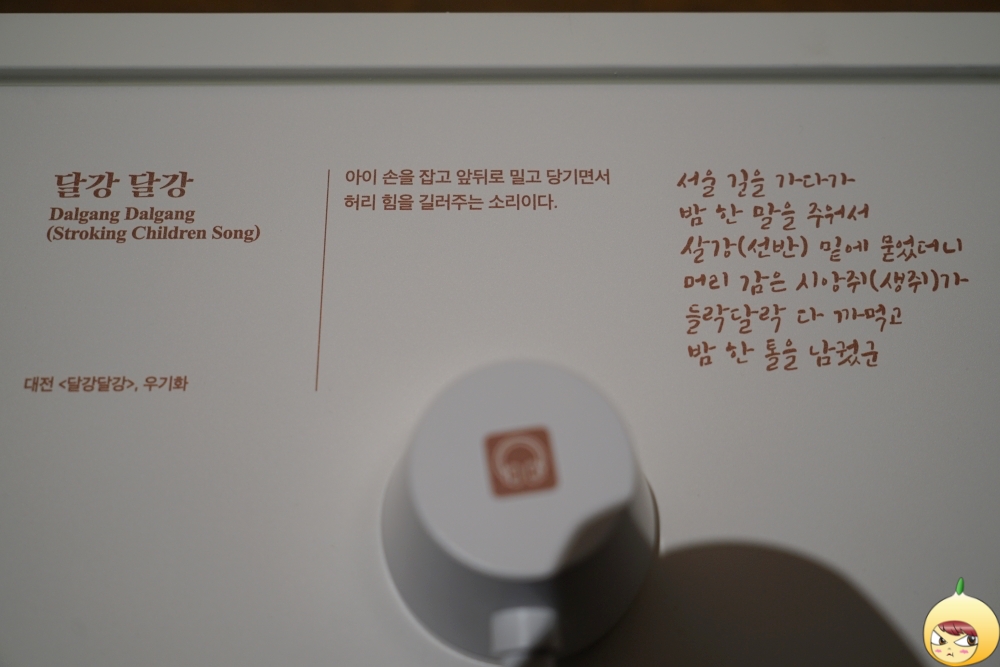 달강 달강
Dalgang Dalgang
(Stroking Children Song)
대전 <달강달강>, 우기화
아이 손을 잡고 앞뒤로 밀고 당기면서
허리 힘을 길러주는 소리이다.
서울 길을 가다가
밤 한 말을 주워서
살강(선반) 밑에 묻었더니
머리 감은 시앙쥐(생쥐)가
들락달락 다 까먹고
밤 한 톨을 남궜군